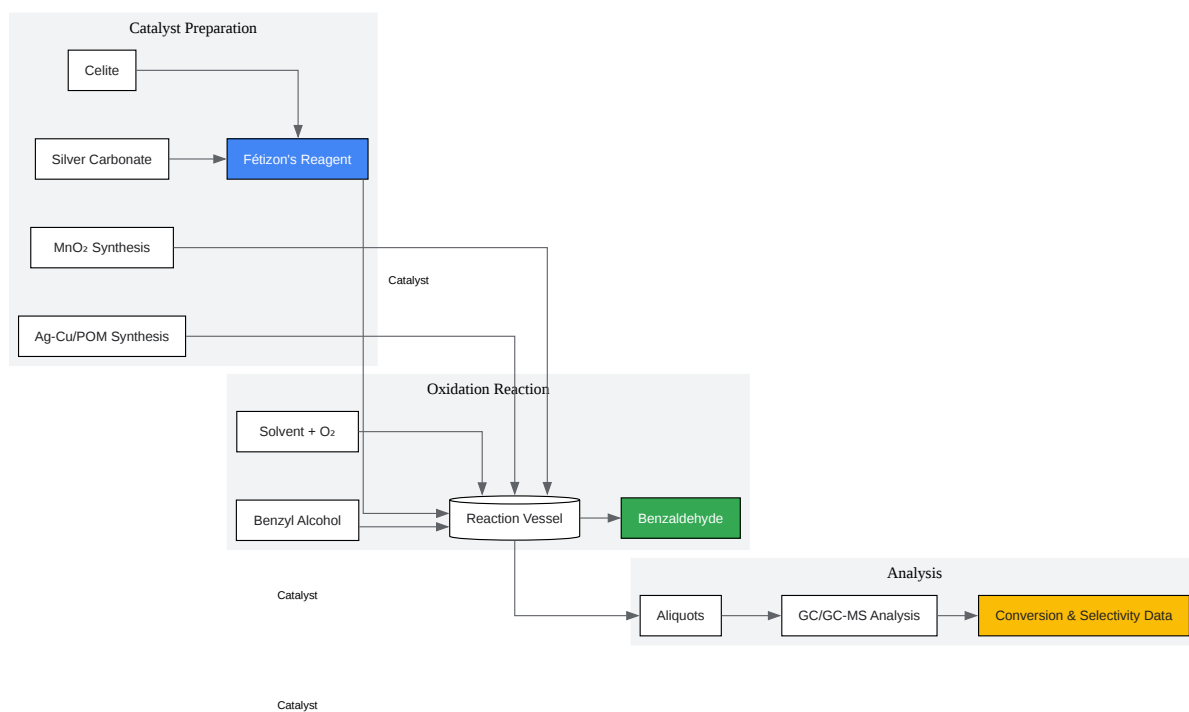 Catalyst Preparation
Celite
Silver Carbonate
Fétizon's Reagent
MnO₂ Synthesis
Catalyst
Ag-Cu/POM Synthesis
Oxidation Reaction
Solvent + O₂
Benzyl Alcohol
Reaction Vessel
Benzaldehyde
Analysis
Catalyst
Aliquots
GC/GC-MS Analysis
Conversion & Selectivity Data
Catalyst